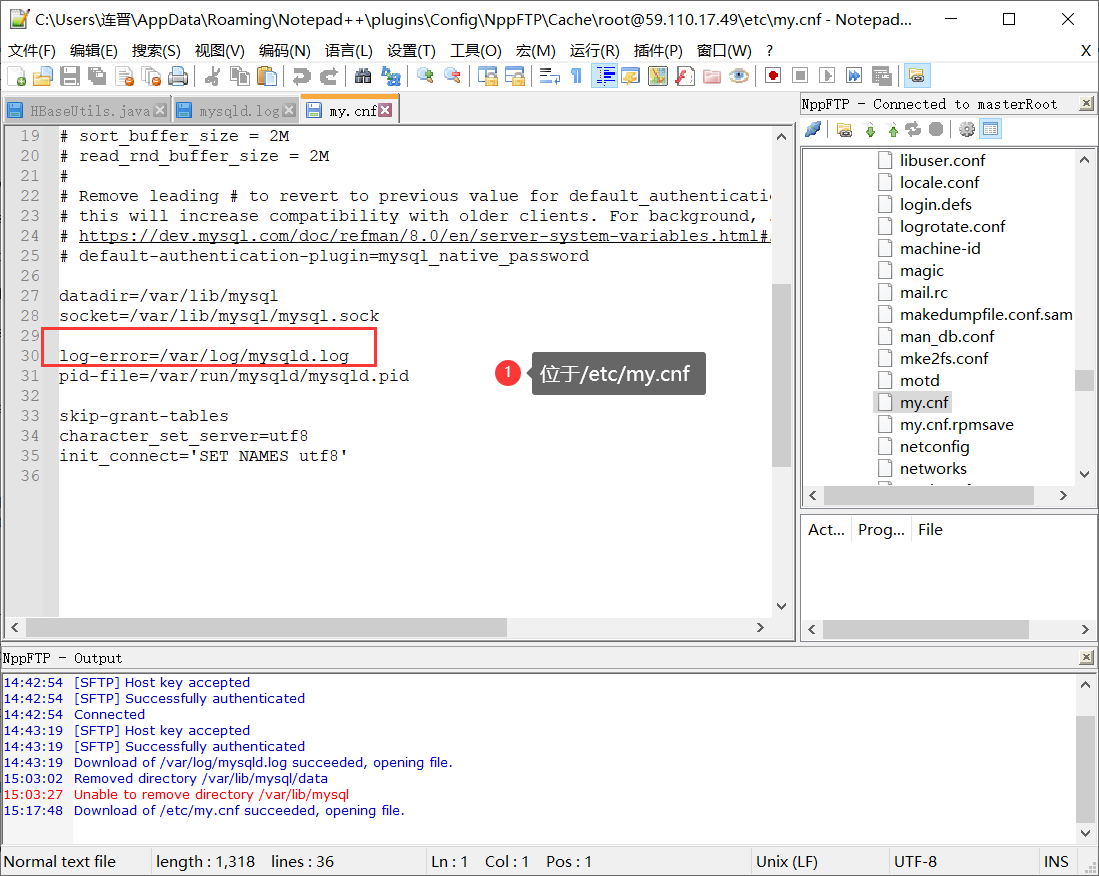 C:\Users\连晋\AppData\Roaming\Notepad++\plugins\Config\NppFTP\Cache\root@59.110.17.49\etc\my.cnf - Notepad...
文件(F) 编辑(E) 搜索(S) 视图(V) 编码(N) 语言(L) 设置(T) 工具(O) 宏(M) 运行(R) 插件(P) 窗口(W) ? X
HBaseUtils.java mysqld.log my.cnf
19 # sort_buffer_size = 2M
20 # read_rnd_buffer_size = 2M
21 #
22 # Remove leading # to revert to previous value for default_authenticatio
23 # this will increase compatibility with older clients. For background,
24 # https://dev.mysql.com/doc/refman/8.0/en/server-system-variables.html#
25 # default-authentication-plugin=mysql_native_password
26
27 datadir=/var/lib/mysql
28 socket=/var/lib/mysql/mysql.sock
29
30 log-error=/var/log/mysqld.log
31 pid-file=/var/run/mysqld/mysqld.pid
32
33 skip-grant-tables
34 character_set_server=utf8
35 init_connect='SET NAMES utf8'
36
1 位于/etc/my.cnf
NppFTP - Connected to masterRoot
libuser.conf
locale.conf
login.defs
logrotate.conf
machine-id
magic
mail.rc
makedumpfile.conf.sam
man_db.conf
mke2fs.conf
motd
my.cnf
my.cnf.rpmsave
netconfig
networks
Act... Prog... File
NppFTP - Output
14:42:54 [SFTP] Host key accepted
14:42:54 [SFTP] Successfully authenticated
14:42:54 Connected
14:43:19 [SFTP] Host key accepted
14:43:19 [SFTP] Successfully authenticated
14:43:19 Download of /var/log/mysqld.log succeeded, opening file.
15:03:02 Removed directory /var/lib/mysql/data
15:03:27 Unable to remove directory /var/lib/mysql
15:17:48 Download of /etc/my.cnf succeeded, opening file.
Normal text file length : 1,318 lines : 36 Ln : 1 Col : 1 Pos : 1 Unix (LF) UTF-8 INS